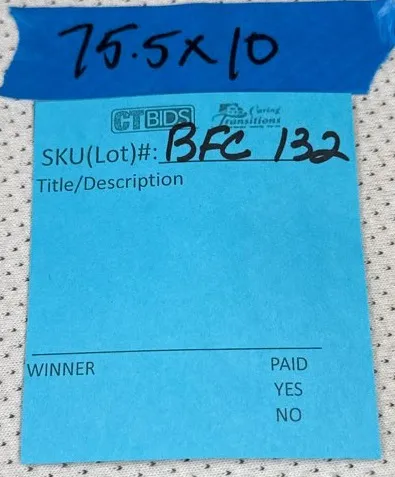 75.5x10
CTBIDS Caring
Transitions
SKU(Lot)#: BFC 132
Title/Description
WINNER PAID
YES
NO